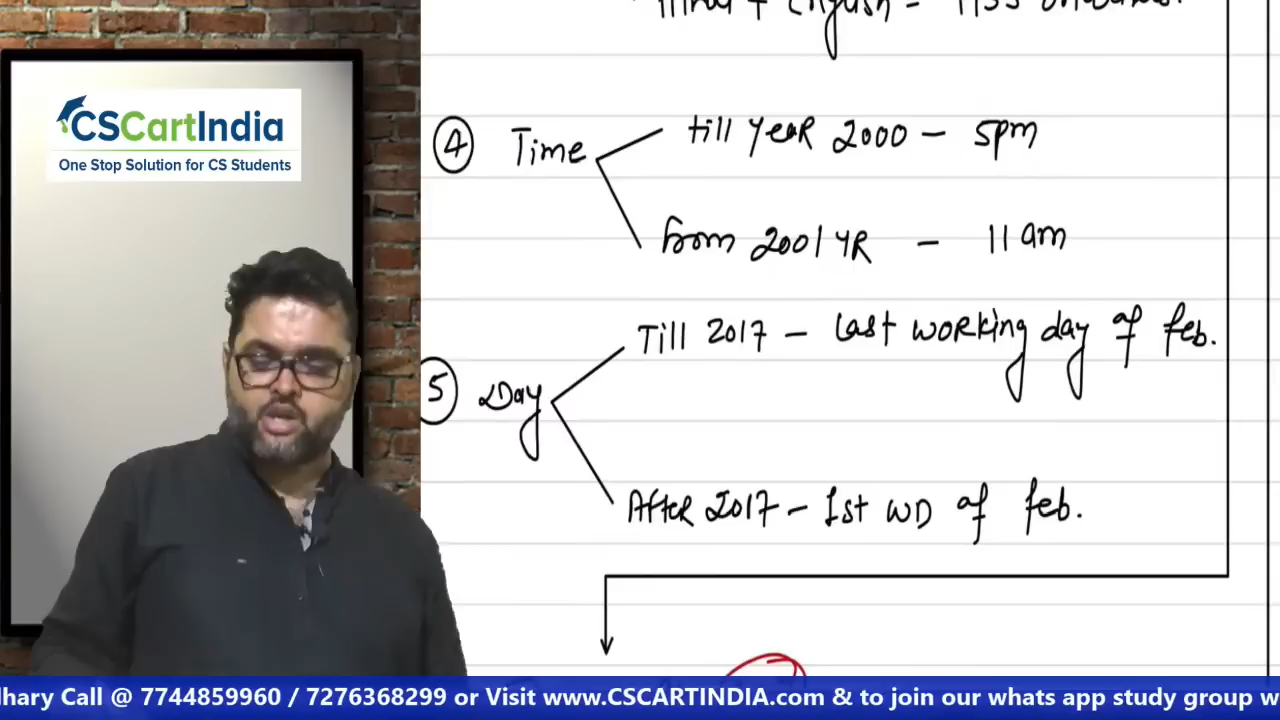 + English -
CSCartIndia
One Stop Solution for CS Students
④ Time
till year 2000 - 5pm
from 2001 YR - 11 am
⑤ Day
Till 2017 - last working day of feb.
After 2017 - 1st WD of feb.
dhary Call @ 7744859960 / 7276368299 or Visit www.CSCARTINDIA.com & to join our whats app study group w